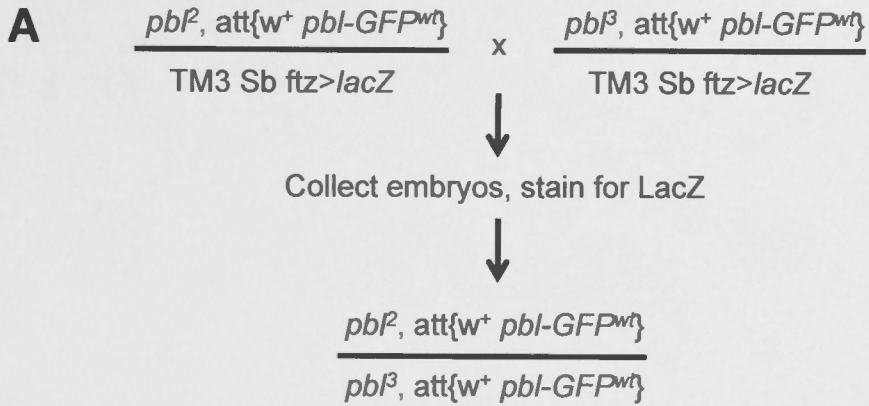 A
pbl², att{w⁺ pbl-GFPʷᵗ} x pbl³, att{w⁺ pbl-GFPʷᵗ}
TM3 Sb ftz>lacZ TM3 Sb ftz>lacZ
Collect embryos, stain for LacZ
pbl², att{w⁺ pbl-GFPʷᵗ}
pbl³, att{w⁺ pbl-GFPʷᵗ}